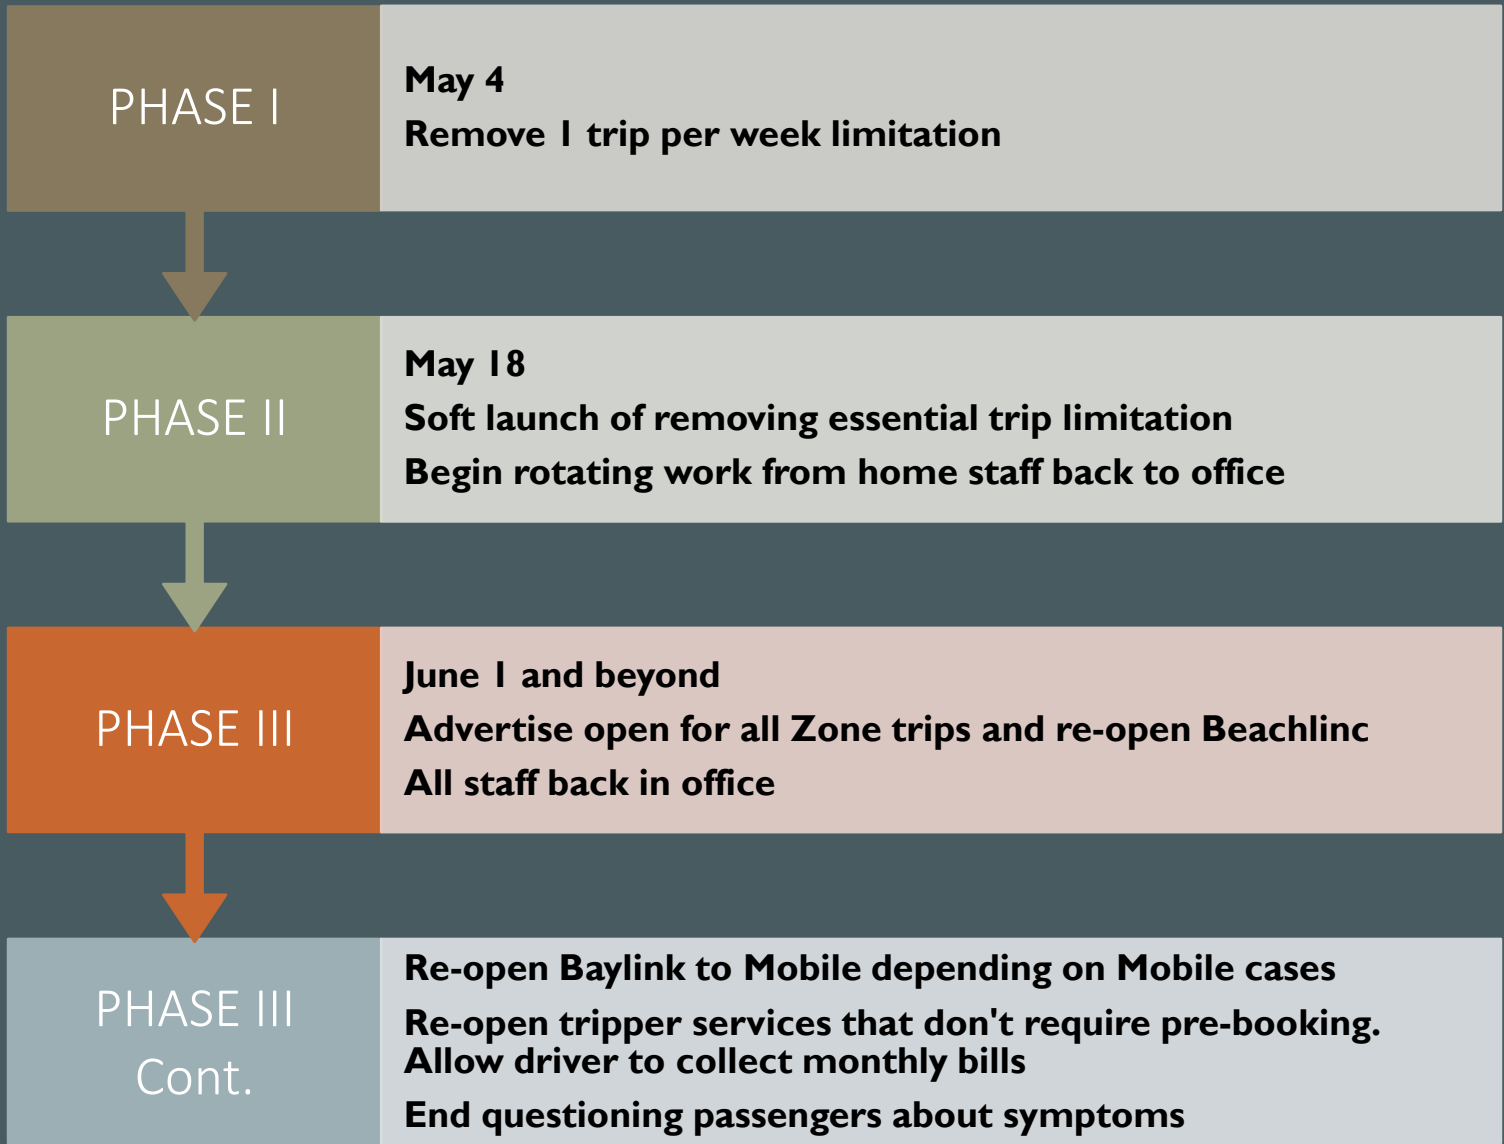 PHASE I
May 4
Remove 1 trip per week limitation
PHASE II
May 18
Soft launch of removing essential trip limitation
Begin rotating work from home staff back to office
PHASE III
June 1 and beyond
Advertise open for all Zone trips and re-open Beachlinc
All staff back in office
PHASE III
Cont.
Re-open Baylink to Mobile depending on Mobile cases
Re-open tripper services that don't require pre-booking.
Allow driver to collect monthly bills
End questioning passengers about symptoms